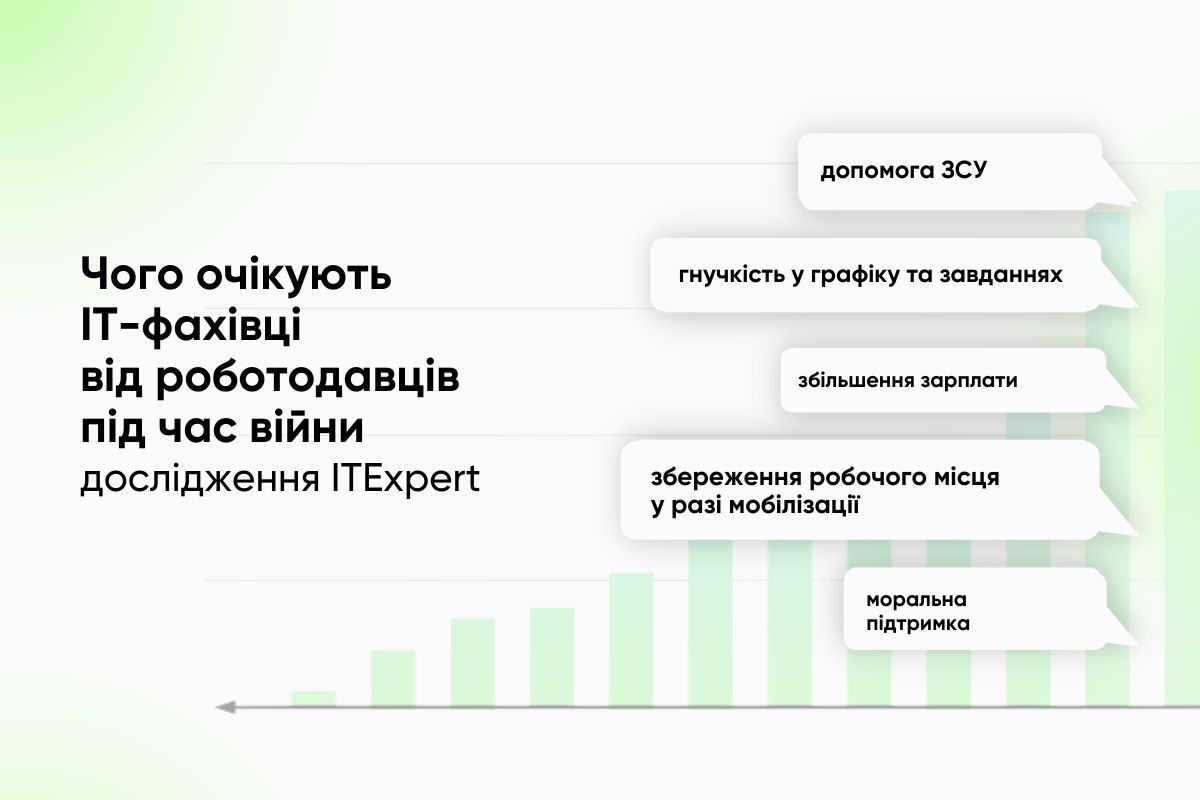 Чого очікують
ІТ-фахівці
від роботодавців
під час війни
дослідження ITExpert
допомога ЗСУ
гнучкість у графіку та завданнях
збільшення зарплати
збереження робочого місця
у разі мобілізації
моральна
підтримка